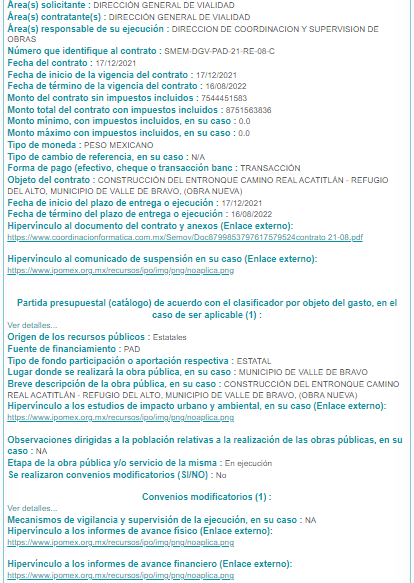 Área(s) solicitante : DIRECCIÓN GENERAL DE VIALIDAD
Área(s) contratante(s) : DIRECCIÓN GENERAL DE VIALIDAD
Área(s) responsable de su ejecución : DIRECCION DE COORDINACION Y SUPERVISION DE
OBRAS
Número que identifique al contrato : SMEM-DGV-PAD-21-RE-08-C
Fecha del contrato : 17/12/2021
Fecha de inicio de la vigencia del contrato : 17/12/2021
Fecha de término de la vigencia del contrato : 16/08/2022
Monto del contrato sin impuestos incluidos : 7544451583
Monto total del contrato con impuestos incluidos : 8751563836
Monto mínimo, con impuestos incluidos, en su caso : 0.0
Monto máximo con impuestos incluidos, en su caso : 0.0
Tipo de moneda : PESO MEXICANO
Tipo de cambio de referencia, en su caso : N/A
Forma de pago (efectivo, cheque o transacción banc : TRANSACCIÓN
Objeto del contrato : CONSTRUCCIÓN DEL ENTRONQUE CAMINO REAL ACATITLÁN - REFUGIO
DEL ALTO, MUNICIPIO DE VALLE DE BRAVO, (OBRA NUEVA)
Fecha de inicio del plazo de entrega o ejecución : 17/12/2021
Fecha de término del plazo de entrega o ejecución : 16/08/2022
Hipervínculo al documento del contrato y anexos (Enlace externo):
https://www.coordinacionformatica.com.mx/Semov/Doc8799853797617579524contrato 21-08.pdf
Hipervínculo al comunicado de suspensión en su caso (Enlace externo):
https://www.ipomex.org.mx/recursos/ipo/img/png/noaplica.png
Partida presupuestal (catálogo) de acuerdo con el clasificador por objeto del gasto, en el
caso de ser aplicable (1) :
Ver detalles...
Origen de los recursos públicos : Estatales
Fuente de financiamiento : PAD
Tipo de fondo participación o aportación respectiva : ESTATAL
Lugar donde se realizará la obra pública, en su caso : MUNICIPIO DE VALLE DE BRAVO
Breve descripción de la obra pública, en su caso : CONSTRUCCIÓN DEL ENTRONQUE CAMINO
REAL ACATITLÁN - REFUGIO DEL ALTO, MUNICIPIO DE VALLE DE BRAVO, (OBRA NUEVA)
Hipervínculo a los estudios de impacto urbano y ambiental, en su caso (Enlace externo):
https://www.ipomex.org.mx/recursos/ipo/img/png/noaplica.png
Observaciones dirigidas a la población relativas a la realización de las obras públicas, en su
caso : NA
Etapa de la obra pública y/o servicio de la misma : En ejecución
Se realizaron convenios modificatorios (SI/NO) : No
Convenios modificatorios (1) :
Ver detalles...
Mecanismos de vigilancia y supervisión de la ejecución, en su caso : NA
Hipervínculo a los informes de avance físico (Enlace externo):
https://www.ipomex.org.mx/recursos/ipo/img/png/noaplica.png
Hipervínculo a los informes de avance financiero (Enlace externo):
https://www.ipomex.org.mx/recursos/ipo/img/png/noaplica.png